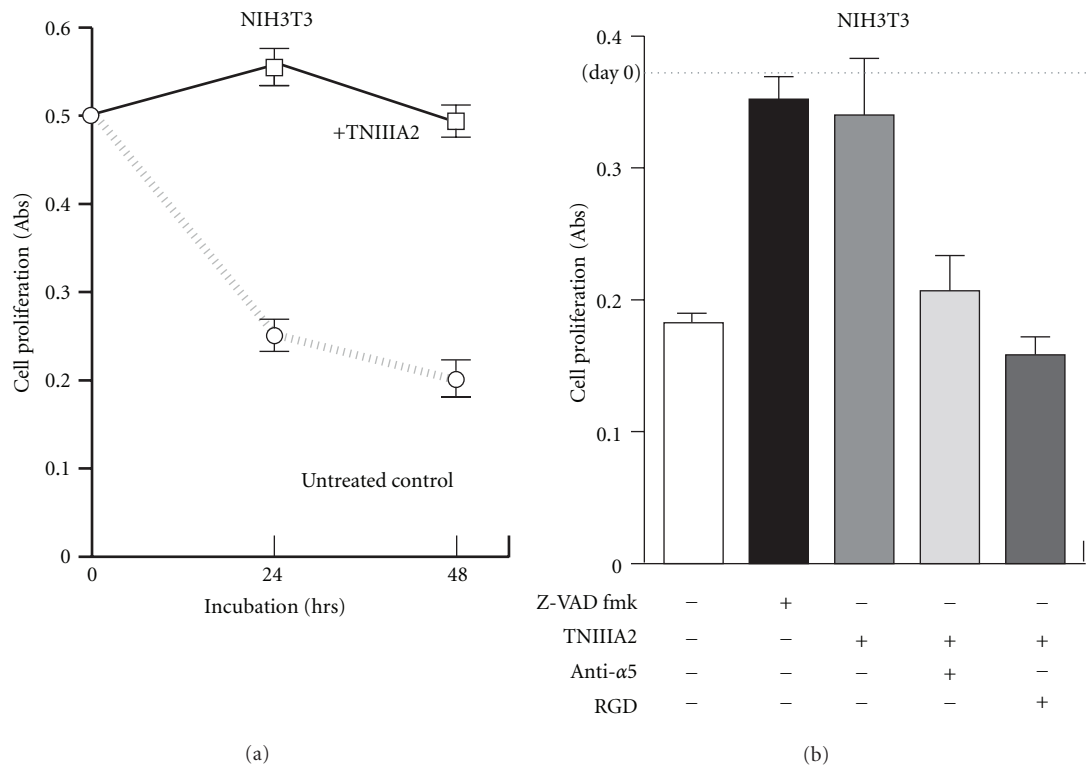 NIH3T3
0.6
0.5
0.4
0.3
0.2
0.1
0
Cell proliferation (Abs)
+TNIIIA2
Untreated control
0 24 48
Incubation (hrs)
(a)
NIH3T3
0.4
(day 0)
0.3
0.2
0.1
0
Cell proliferation (Abs)
Z-VAD fmk − + − − −
TNIIIA2 − − + + +
Anti-α5 − − − + −
RGD − − − − +
(b)